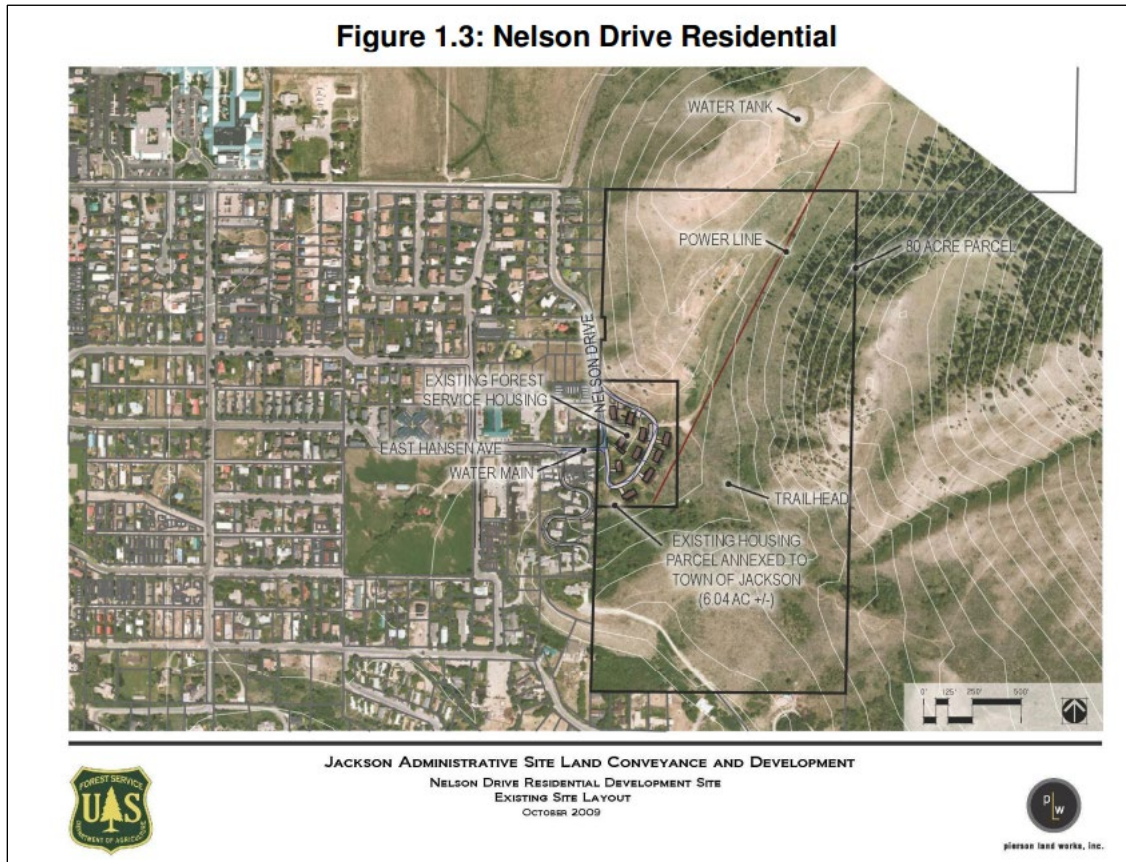 Figure 1.3: Nelson Drive Residential
WATER TANK
POWER LINE
80 ACRE PARCEL
NELSON DRIVE
EXISTING FOREST
SERVICE HOUSING
EAST HANSEN AVE
WATER MAIN
TRAILHEAD
EXISTING HOUSING
PARCEL ANNEXED TO
TOWN OF JACKSON
(6.04 AC +/-)
0' 125' 250' 500'
JACKSON ADMINISTRATIVE SITE LAND CONVEYANCE AND DEVELOPMENT
NELSON DRIVE RESIDENTIAL DEVELOPMENT SITE
EXISTING SITE LAYOUT
OCTOBER 2009
FOREST SERVICE
UAS
DEPARTMENT OF AGRICULTURE
pLw
pierson land works, inc.